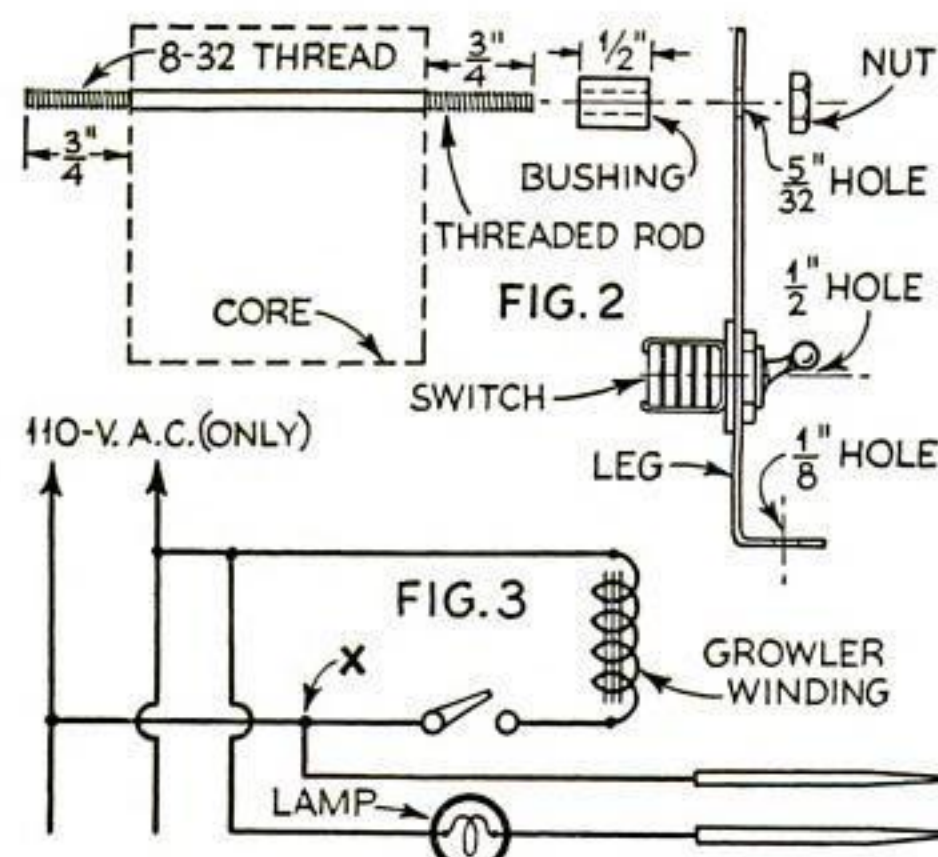 8-32 THREAD
3/4"
1/2"
NUT
3/4"
BUSHING
5/32" HOLE
THREADED ROD
FIG. 2
1/2" HOLE
CORE
SWITCH
110-V. A.C. (ONLY)
LEG
1/8" HOLE
FIG. 3
X
GROWLER
WINDING
LAMP